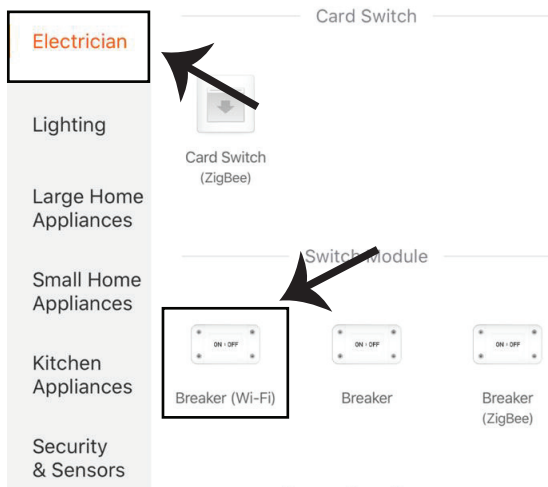 Electrician
Lighting
Large Home
Appliances
Small Home
Appliances
Kitchen
Appliances
Security
& Sensors
Card Switch
Card Switch
(ZigBee)
Switch Module
ON OFF
Breaker (Wi-Fi)
ON OFF
Breaker
ON OFF
Breaker
(ZigBee)